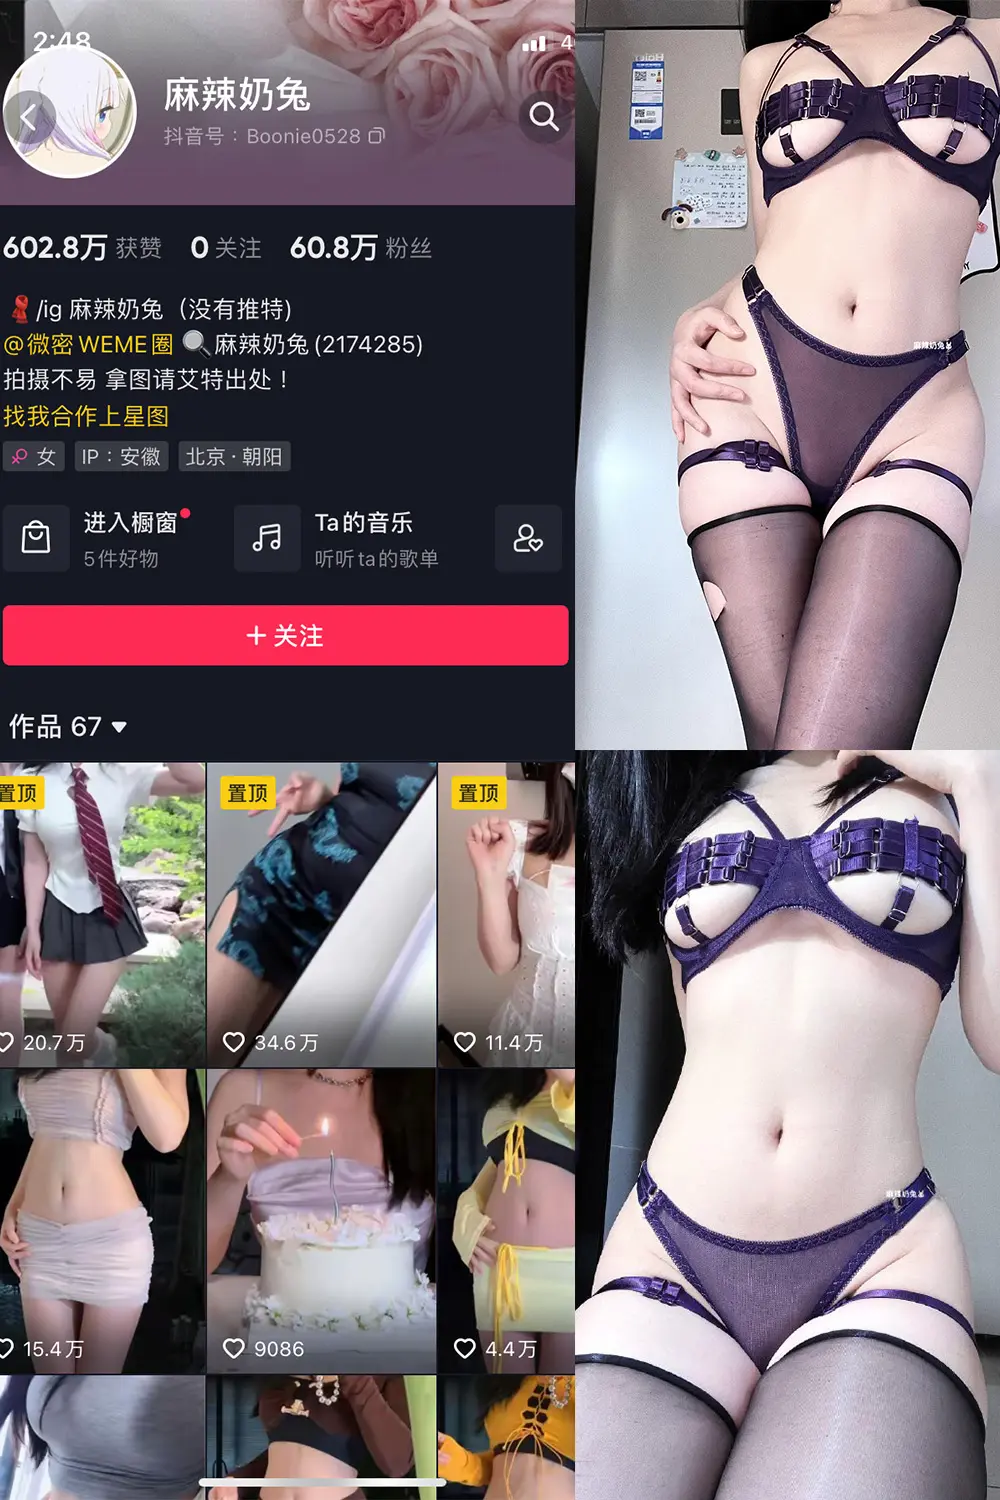 2:48
4
麻辣奶兔
抖音号：Boonie0528
602.8万 获赞 0 关注 60.8万 粉丝
/ig 麻辣奶兔（没有推特)
@微密 WEME圈 麻辣奶兔 (2174285)
拍摄不易 拿图请艾特出处！
找我合作上星图
女 IP：安徽 北京·朝阳
进入橱窗
5件好物
Ta的音乐
听听ta的歌单
+ 关注
作品 67
置顶 置顶 置顶
20.7万 34.6万 11.4万
15.4万 9086 4.4万
Haier
麻辣奶兔
麻辣奶兔